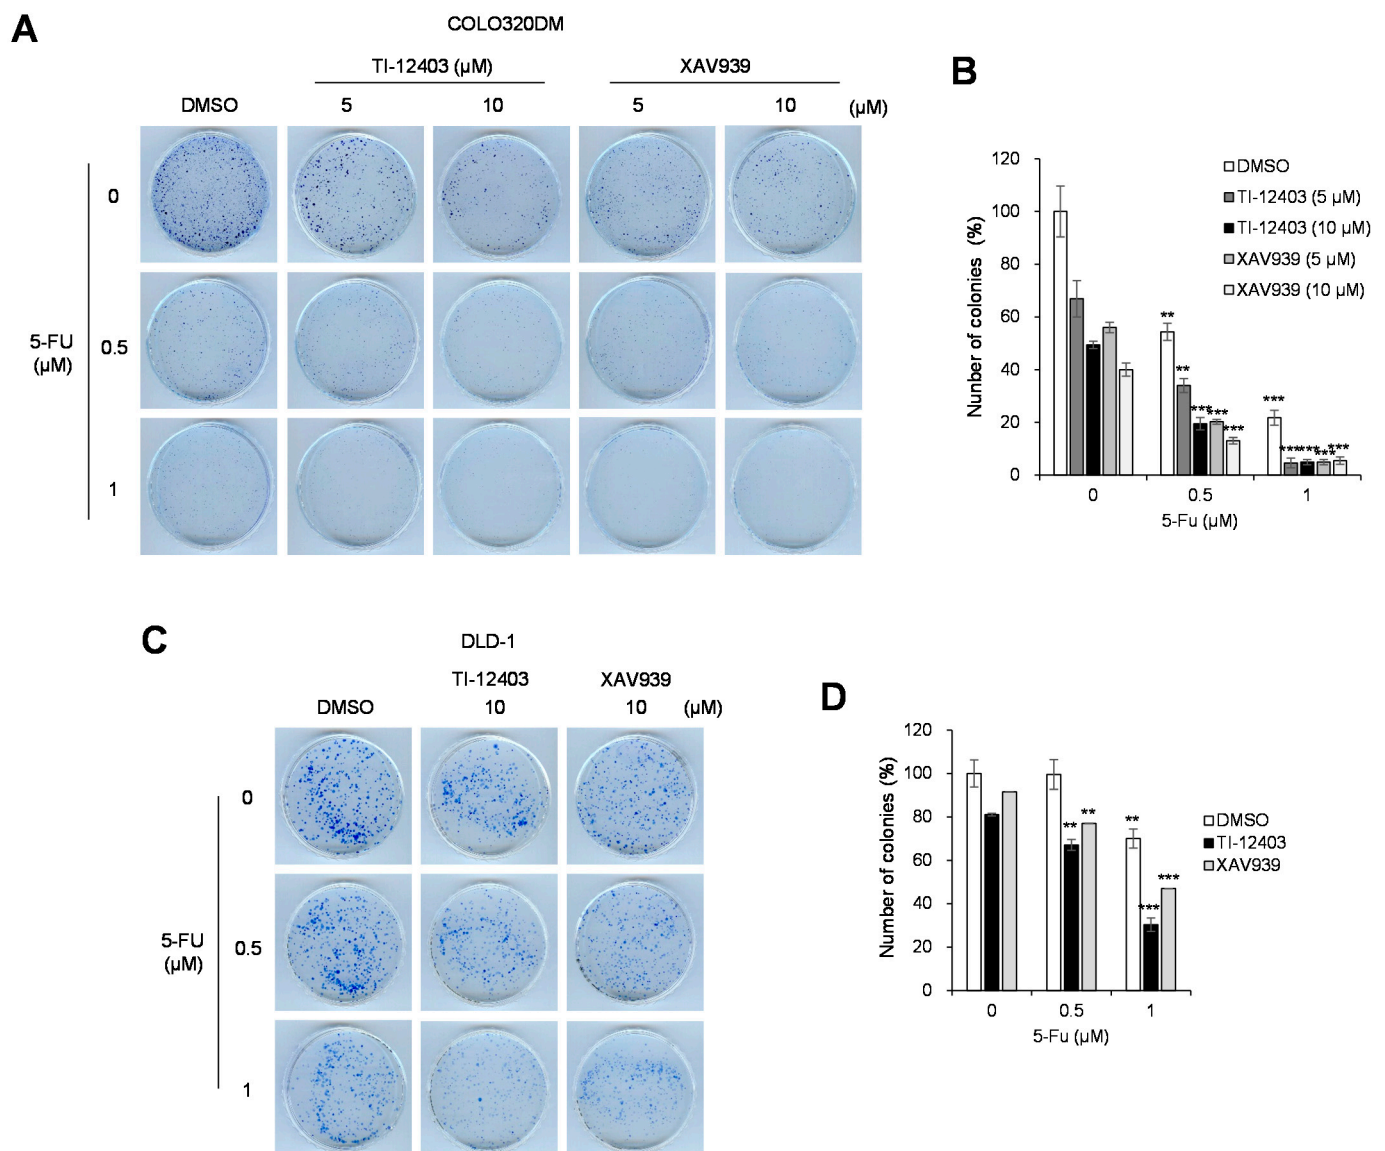 A
COLO320DM
TI-12403 (µM)
XAV939
DMSO
5
10
5
10
(µM)
5-FU
(µM)
0
0.5
1
B
Nunber of colonies (%)
120
100
80
60
40
20
0
DMSO
TI-12403 (5 µM)
TI-12403 (10 µM)
XAV939 (5 µM)
XAV939 (10 µM)
**
**
***
***
***
***
***
***
***
***
0
0.5
1
5-Fu (µM)
C
DLD-1
TI-12403
XAV939
DMSO
10
10
(µM)
5-FU
(µM)
0
0.5
1
D
Number of colonies (%)
120
100
80
60
40
20
0
**
**
**
***
***
DMSO
TI-12403
XAV939
0
0.5
1
5-Fu (µM)